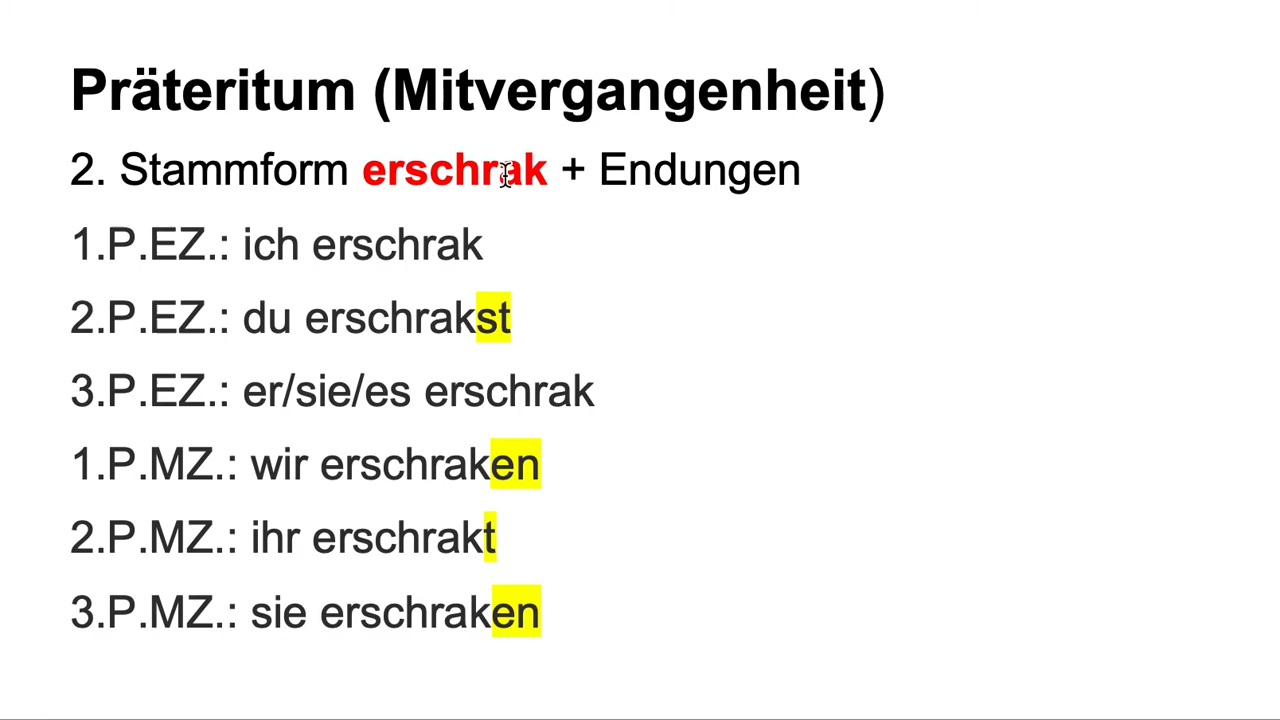 Präteritum (Mitvergangenheit)
2. Stammform erschrak + Endungen
1.P.EZ.: ich erschrak
2.P.EZ.: du erschrakst
3.P.EZ.: er/sie/es erschrak
1.P.MZ.: wir erschraken
2.P.MZ.: ihr erschrakt
3.P.MZ.: sie erschraken